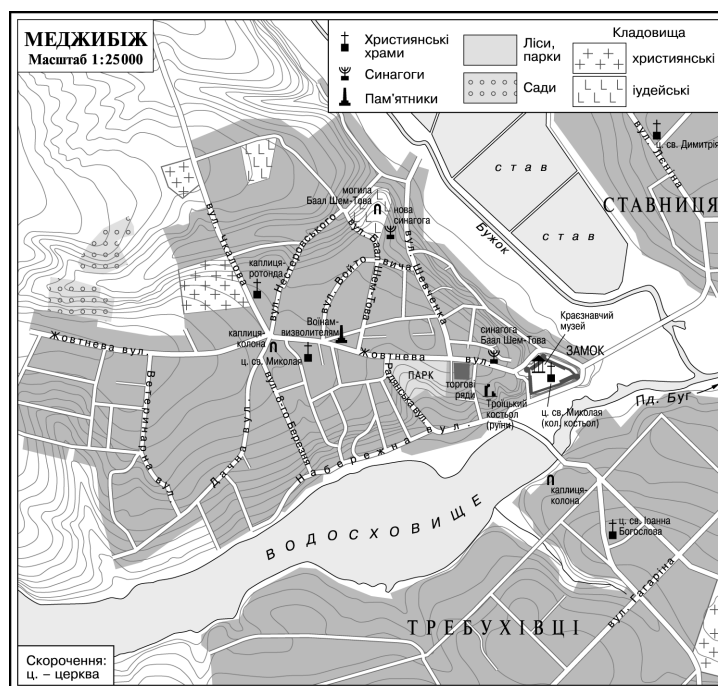 МЕДЖИБІЖ
Масштаб 1:25000
Християнські
храми
Синагоги
Пам'ятники
Ліси,
парки
Сади
Кладовища
християнські
іудейські
ц. св. Димитрія
вул. Леніна
СТАВНИЦЯ
став
став
Бужок
могила
Баал Шем-Това
нова
синагога
вул. Чкалова
вул. Нестеровського
вул. Баал Шем-Това
вул. Войтовича
вул. Шевченка
каплиця-
ротонда
Воїнам-
визволителям
каплиця-
колона
ц. св. Миколая
Жовтнева вул.
Жовтнева вул.
синагога
Баал Шем-Това
Краєзнавчий
музей
ЗАМОК
ПАРК
торгові
ряди
Троїцький
костьол
(руїни)
ц. св. Миколая
(кол. костьол)
Пд. Буг
Радянська вул.
Ветеринарна вул.
Дачна вул.
вул. 8-го Березня
Набережна вул.
каплиця-
колона
ВОДОСХОВИЩЕ
ц. св. Іоанна
Богослова
вул. Гагаріна
ТРЕБУХІВЦІ
Скорочення:
ц. – церква